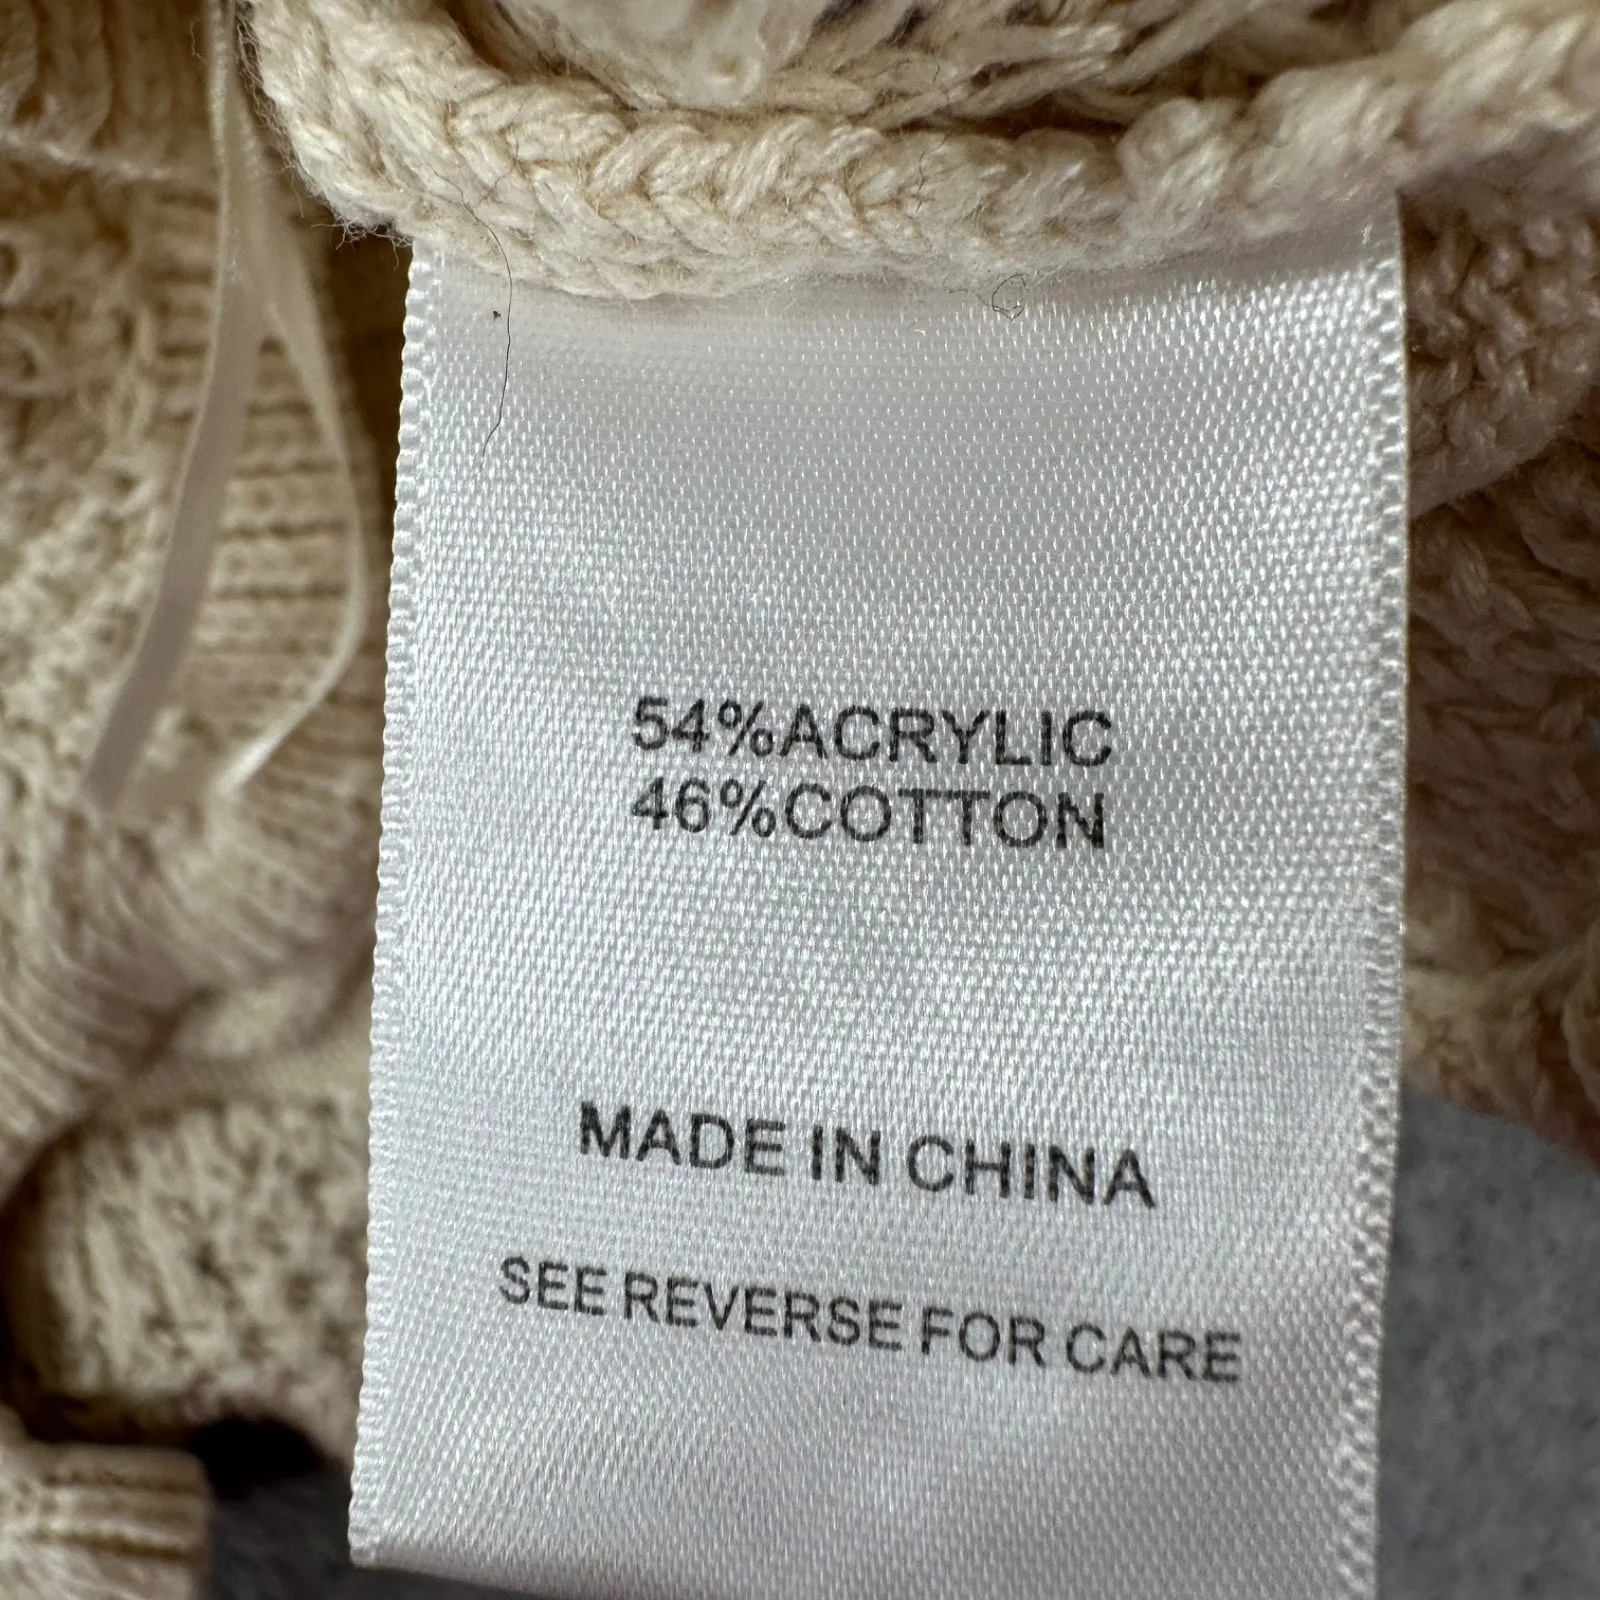 54%ACRYLIC
46%COTTON
MADE IN CHINA
SEE REVERSE FOR CARE